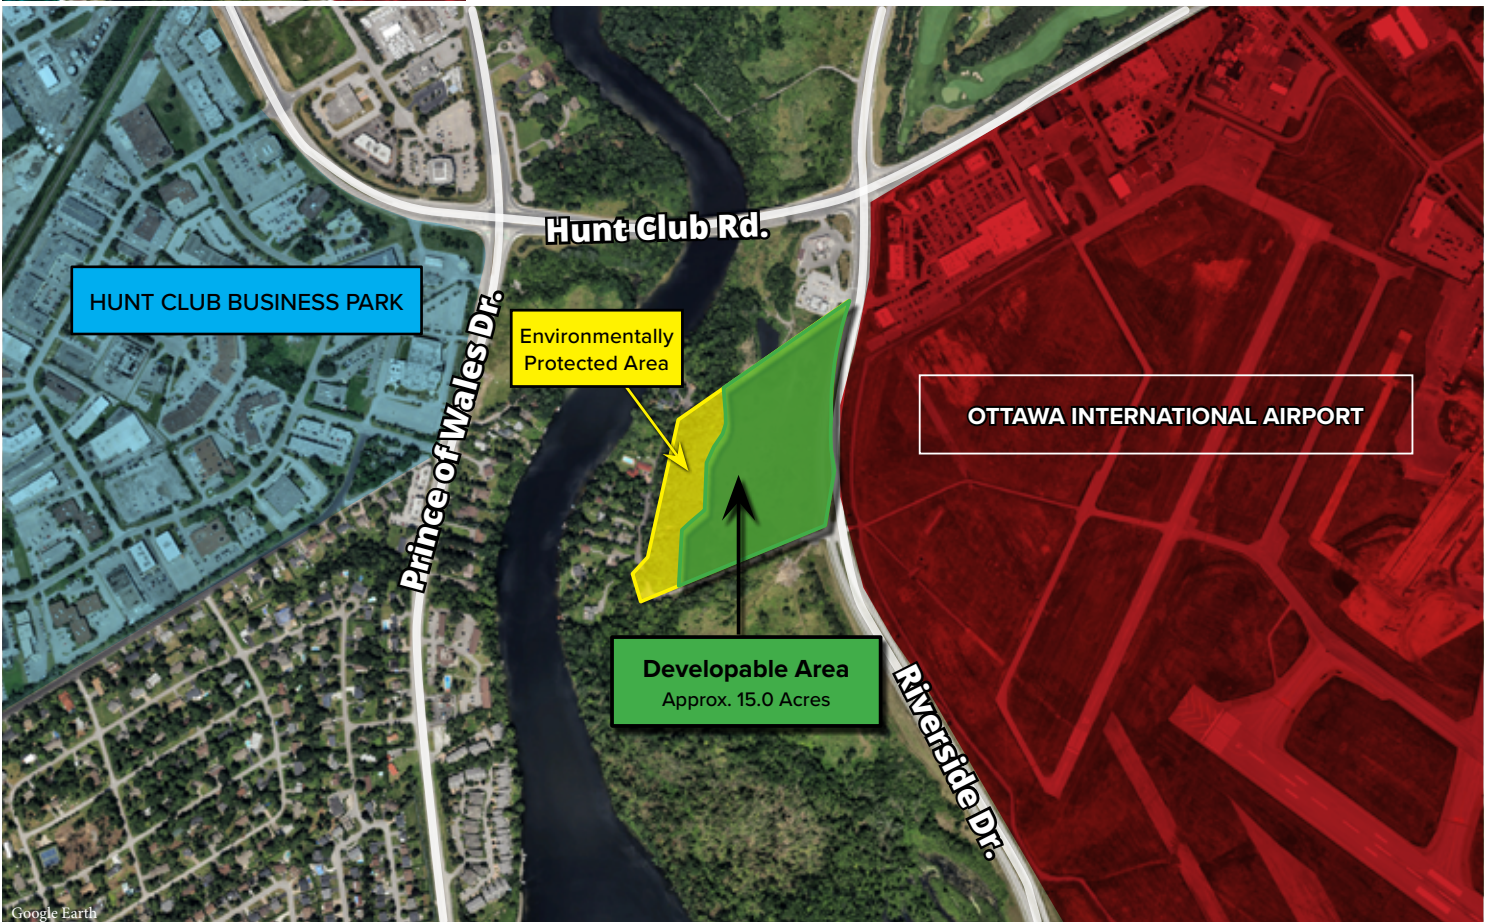 Hunt Club Rd.
HUNT CLUB BUSINESS PARK
Prince of Wales Dr.
Environmentally
Protected Area
OTTAWA INTERNATIONAL AIRPORT
Developable Area
Approx. 15.0 Acres
Riverside Dr.
Google Earth